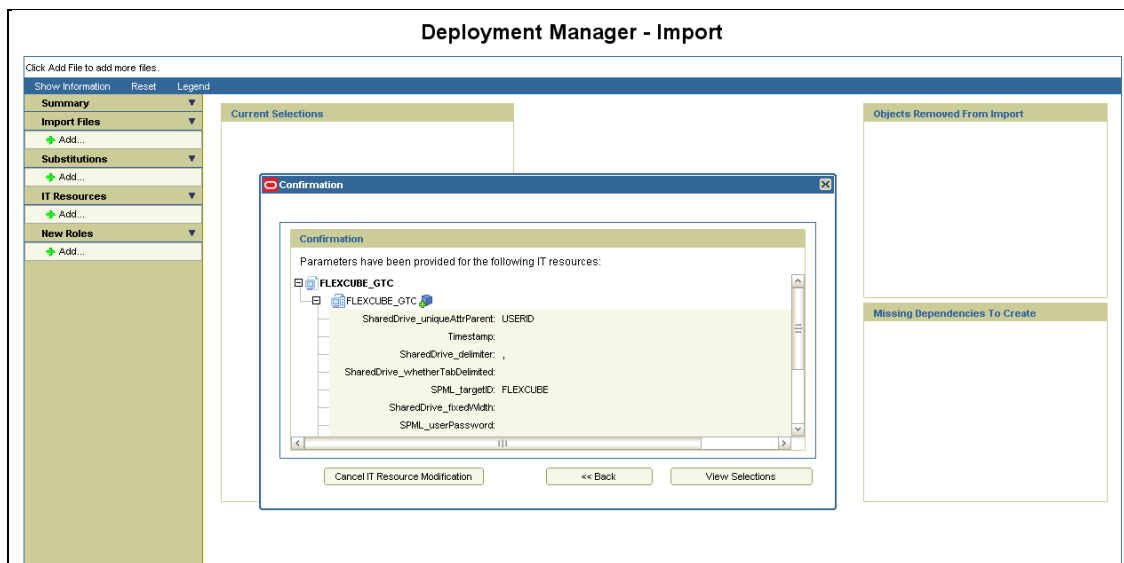 Deployment Manager - Import
Click Add File to add more files.
Show Information Reset Legend
Summary
Import Files
Add...
Substitutions
Add...
IT Resources
Add...
New Roles
Add...
Current Selections
Objects Removed From Import
Missing Dependencies To Create
Confirmation
Confirmation
Parameters have been provided for the following IT resources:
FLEXCUBE_GTC
FLEXCUBE_GTC
SharedDrive_uniqueAttrParent: USERID
Timestamp:
SharedDrive_delimiter: ,
SharedDrive_whetherTabDelimited:
SPML_targetID: FLEXCUBE
SharedDrive_fixedWidth:
SPML_userPassword:
Cancel IT Resource Modification << Back View Selections